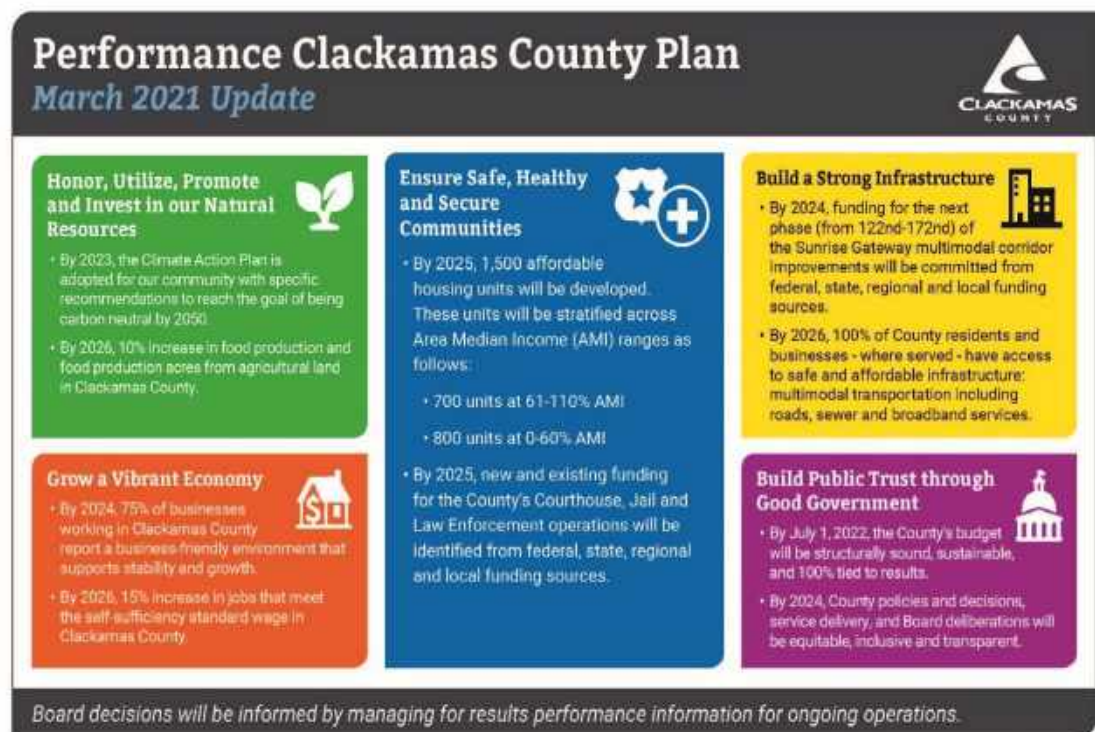 Performance Clackamas County Plan
March 2021 Update
CLACKAMAS
COUNTY
Honor, Utilize, Promote
and Invest in our Natural
Resources
• By 2023, the Climate Action Plan is
adopted for our community with specific
recommendations to reach the goal of being
carbon neutral by 2050.
• By 2026, 10% increase in food production and
food production acres from agricultural land
in Clackamas County.
Grow a Vibrant Economy
• By 2024, 75% of businesses
working in Clackamas County
report a business-friendly environment that
supports stability and growth.
• By 2026, 15% increase in jobs that meet
the self-sufficiency standard wage in
Clackamas County.
Ensure Safe, Healthy
and Secure
Communities
• By 2025, 1,500 affordable
housing units will be developed.
These units will be stratified across
Area Median Income (AMI) ranges as
follows:
• 700 units at 61-110% AMI
• 800 units at 0-60% AMI
• By 2025, new and existing funding
for the County's Courthouse, Jail and
Law Enforcement operations will be
identified from federal, state, regional
and local funding sources.
Build a Strong Infrastructure
• By 2024, funding for the next
phase (from 122nd-172nd) of
the Sunrise Gateway multimodal corridor
improvements will be committed from
federal, state, regional and local funding
sources.
• By 2026, 100% of County residents and
businesses - where served - have access
to safe and affordable infrastructure:
multimodal transportation including
roads, sewer and broadband services.
Build Public Trust through
Good Government
• By July 1, 2022, the County's budget
will be structurally sound, sustainable,
and 100% tied to results.
• By 2024, County policies and decisions,
service delivery, and Board deliberations will
be equitable, inclusive and transparent.
Board decisions will be informed by managing for results performance information for ongoing operations.